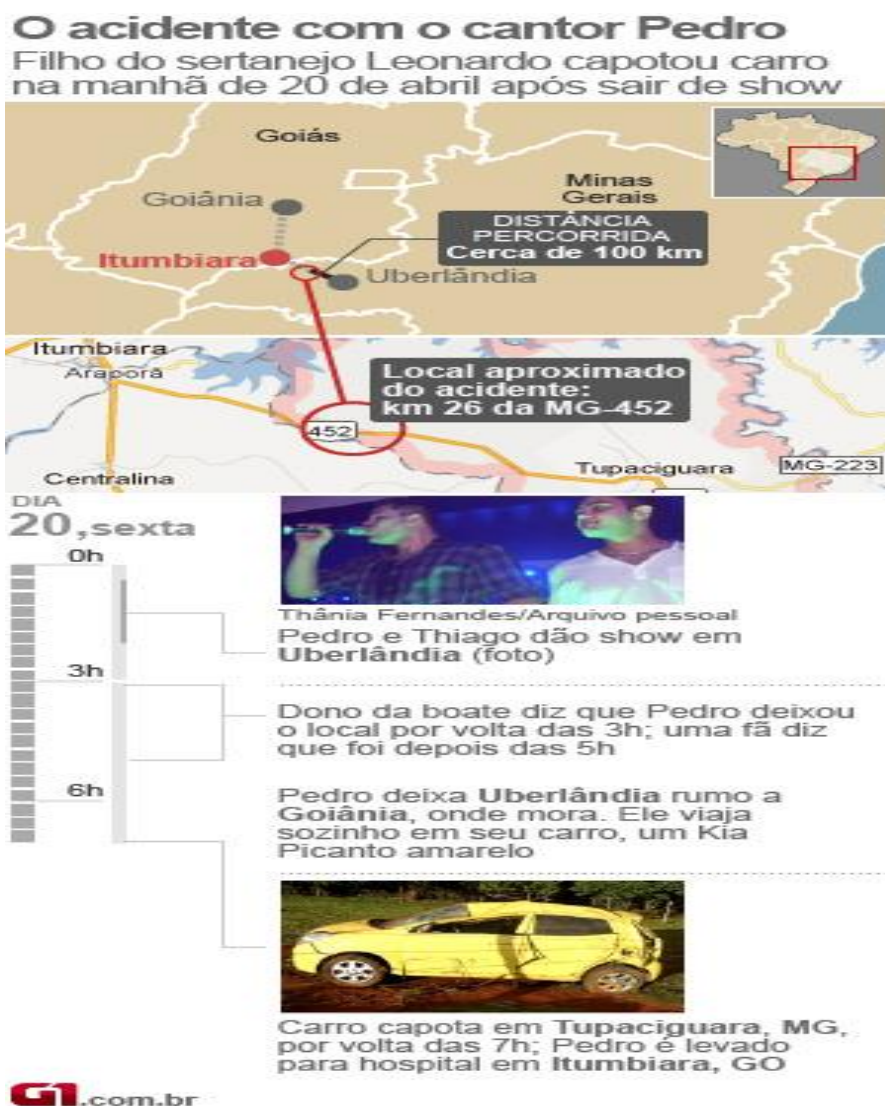 O acidente com o cantor Pedro
Filho do sertanejo Leonardo capotou carro
na manhã de 20 de abril após sair de show
Goiás
Goiânia
Minas
Gerais
DISTÂNCIA
PERCORRIDA
Cerca de 100 km
Itumbiara
Uberlândia
Itumbiara
Araporã
Local aproximado
do acidente:
km 26 da MG-452
452
Centralina
Tupaciguara
MG-223
DIA
20, sexta
0h
Thânia Fernandes/Arquivo pessoal
Pedro e Thiago dão show em
Uberlândia (foto)
3h
Dono da boate diz que Pedro deixou
o local por volta das 3h; uma fã diz
que foi depois das 5h
6h
Pedro deixa Uberlândia rumo a
Goiânia, onde mora. Ele viaja
sozinho em seu carro, um Kia
Picanto amarelo
Carro capota em Tupaciguara, MG,
por volta das 7h; Pedro é levado
para hospital em Itumbiara, GO
G1.com.br